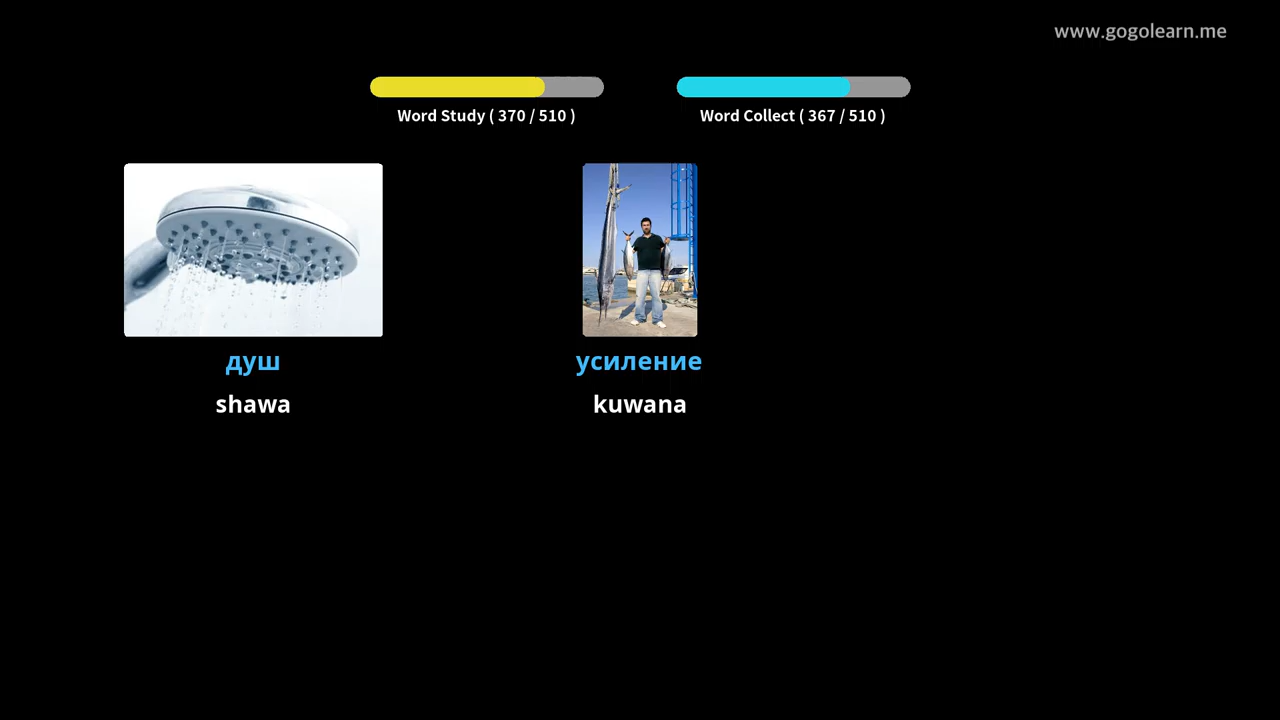 www.gogolearn.me
Word Study ( 370 / 510 )
Word Collect ( 367 / 510 )
душ
усиление
shawa
kuwana